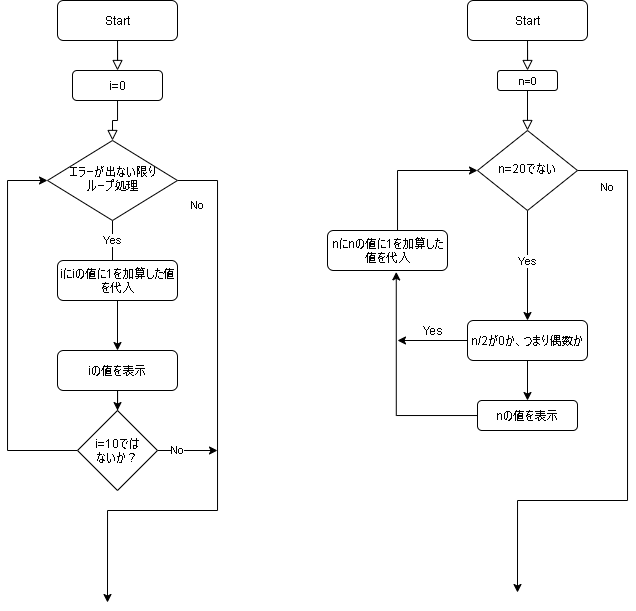 Start
i=0
エラーが出ない限り
ループ処理
No
Yes
iにiの値に1を加算した値
を代入
iの値を表示
i=10では
ないか？
No
Start
n=0
n=20でない
No
nにnの値に1を加算した
値を代入
Yes
Yes
n/2が0か、つまり偶数か
nの値を表示